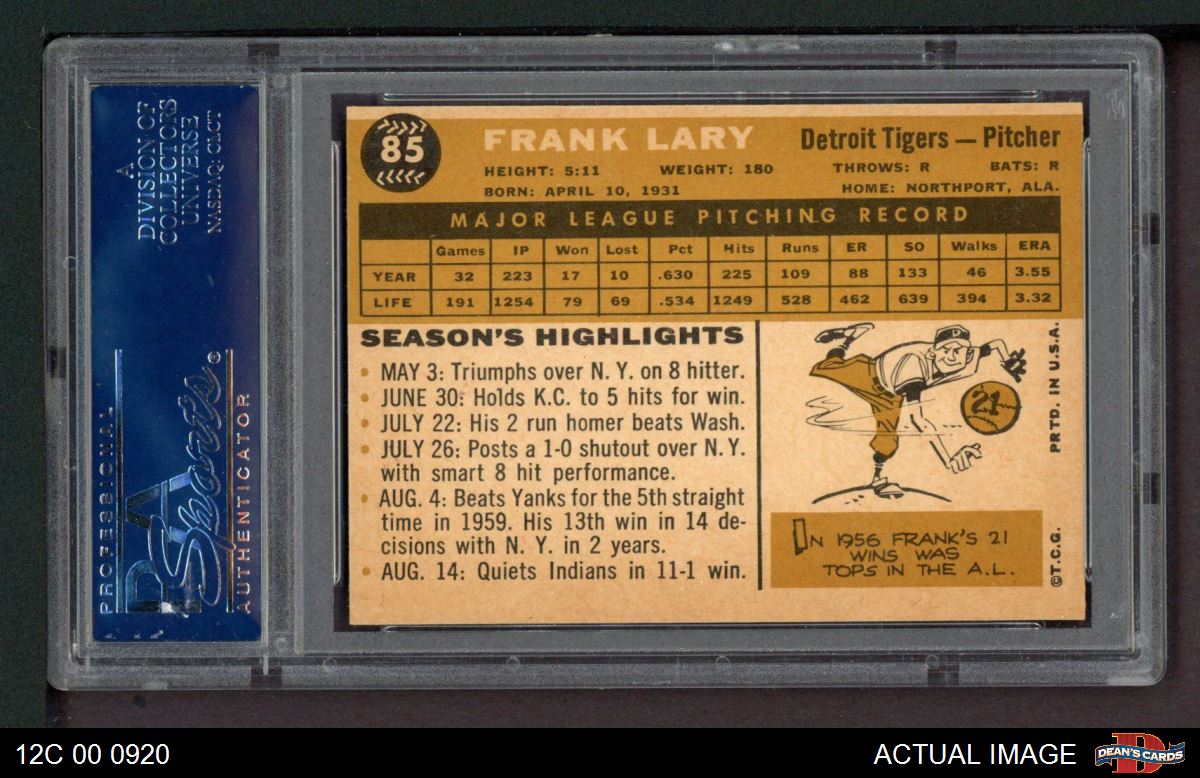 A
DIVISION OF
COLLECTORS
UNIVERSE
NASDAQ: CLCT
PROFESSIONAL
PSA
Sports®
AUTHENTICATOR
85
FRANK LARY
Detroit Tigers — Pitcher
HEIGHT: 5:11 WEIGHT: 180 THROWS: R BATS: R
BORN: APRIL 10, 1931 HOME: NORTHPORT, ALA.
MAJOR LEAGUE PITCHING RECORD
Games IP Won Lost Pct Hits Runs ER SO Walks ERA
YEAR 32 223 17 10 .630 225 109 88 133 46 3.55
LIFE 191 1254 79 69 .534 1249 528 462 639 394 3.32
SEASON'S HIGHLIGHTS
• MAY 3: Triumphs over N. Y. on 8 hitter.
• JUNE 30: Holds K.C. to 5 hits for win.
• JULY 22: His 2 run homer beats Wash.
• JULY 26: Posts a 1-0 shutout over N. Y.
with smart 8 hit performance.
• AUG. 4: Beats Yanks for the 5th straight
time in 1959. His 13th win in 14 de-
cisions with N. Y. in 2 years.
• AUG. 14: Quiets Indians in 11-1 win.
D
21
IN 1956 FRANK'S 21
WINS WAS
TOPS IN THE A.L.
PRTD. IN U.S.A.
©T.C.G.
12C 00 0920
ACTUAL IMAGE
D
DEAN'S CARDS